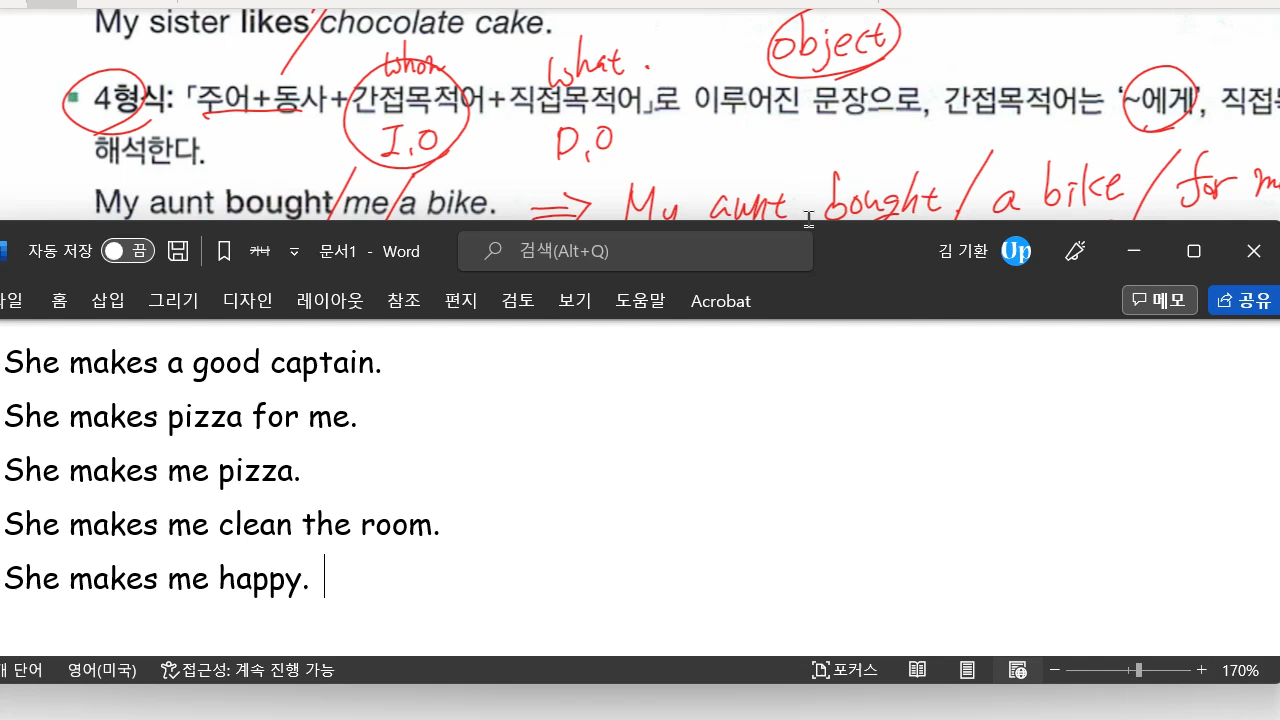 My sister likes chocolate cake.
whom what. object
4형식: 「주어+동사+간접목적어+직접목적어」로 이루어진 문장으로, 간접목적어는 '~에게', 직접목
I.O D.O
해석한다.
My aunt bought me a bike. ⇒ My aunt bought / a bike / for m
자동 저장 끔 가나 문서1 - Word 검색(Alt+Q) 김 기환 Up
파일 홈 삽입 그리기 디자인 레이아웃 참조 편지 검토 보기 도움말 Acrobat 메모 공유
She makes a good captain.
She makes pizza for me.
She makes me pizza.
She makes me clean the room.
She makes me happy.
개 단어 영어(미국) 접근성: 계속 진행 가능 포커스 170%